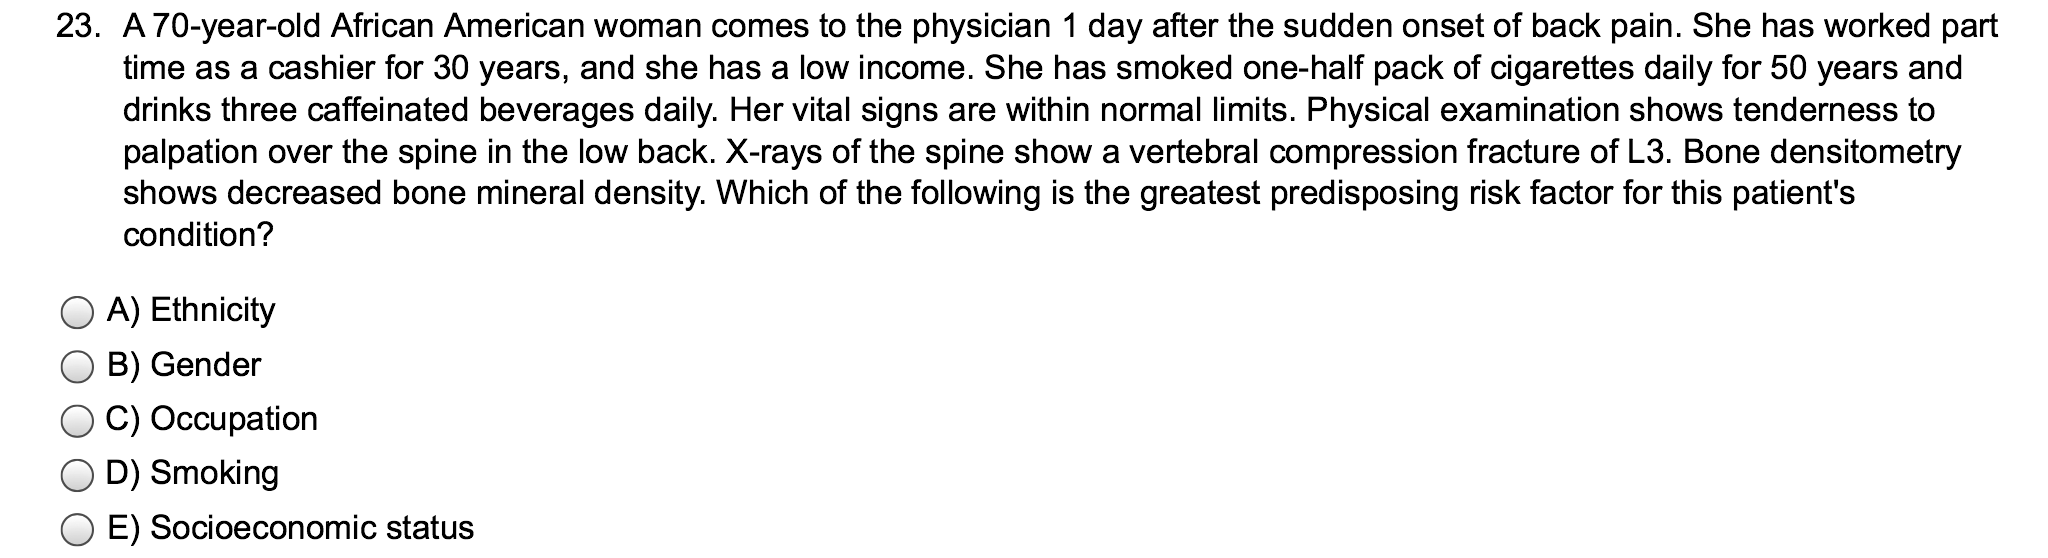 23. A 70-year-old African American woman comes to the physician 1 day after the sudden onset of back pain. She has worked part
time as a cashier for 30 years, and she has a low income. She has smoked one-half pack of cigarettes daily for 50 years and
drinks three caffeinated beverages daily. Her vital signs are within normal limits. Physical examination shows tenderness to
palpation over the spine in the low back. X-rays of the spine show a vertebral compression fracture of L3. Bone densitometry
shows decreased bone mineral density. Which of the following is the greatest predisposing risk factor for this patient's
condition?
A) Ethnicity
B) Gender
C) Occupation
D) Smoking
E) Socioeconomic status